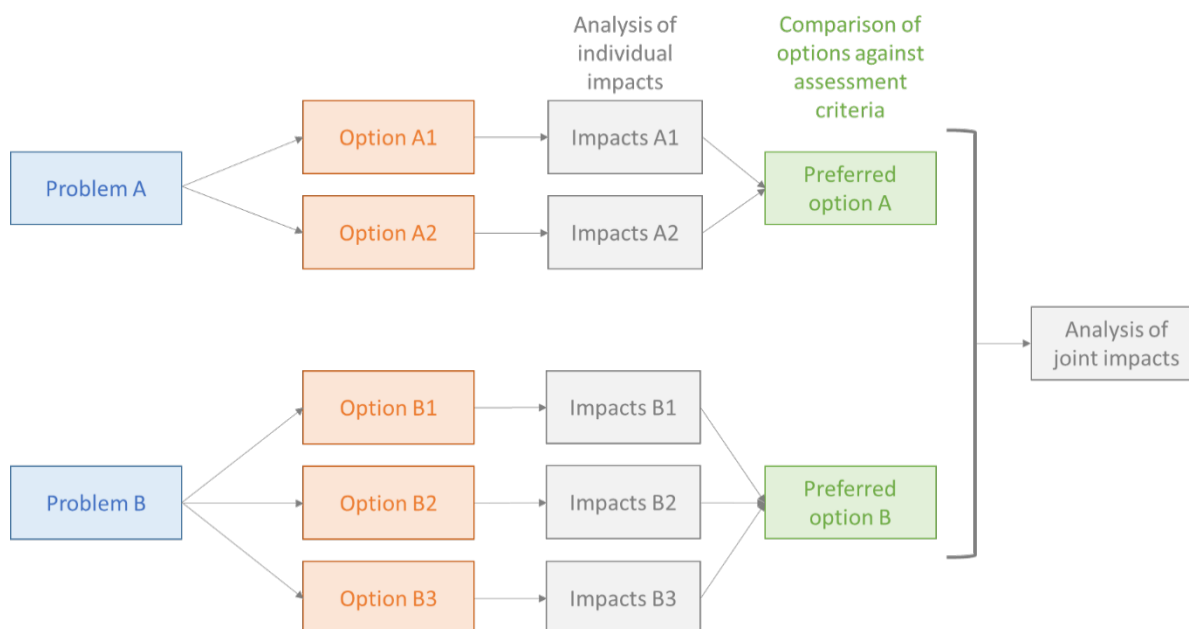 Analysis of
individual
impacts
Comparison of
options against
assessment
criteria
Problem A
Option A1
Impacts A1
Option A2
Impacts A2
Preferred
option A
Analysis of
joint impacts
Problem B
Option B1
Impacts B1
Option B2
Impacts B2
Option B3
Impacts B3
Preferred
option B